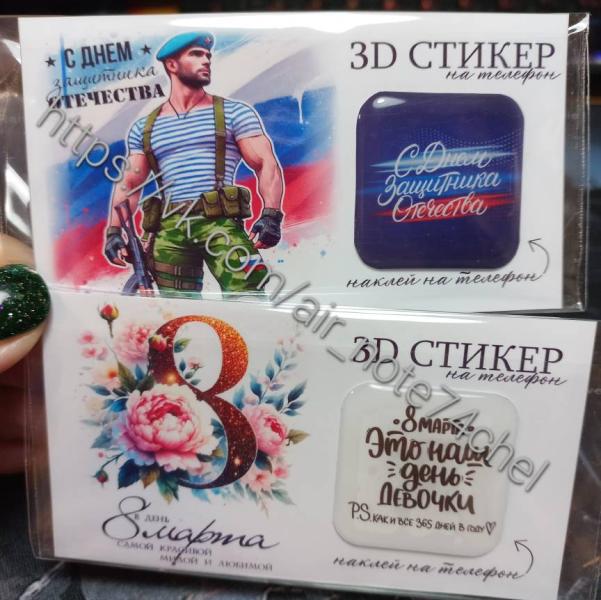 С ДНЕМ
защитника
ОТЕЧЕСТВА
3D СТИКЕР
на телефон
С Днем
Защитника
Отечества
наклей на телефон
https://vk.com/air_note74chel
8
В ДЕНЬ
8 марта
САМОЙ КРАСИВОЙ
МИЛОЙ И ЛЮБИМОЙ
3D СТИКЕР
на телефон
8 МАРТА
Это наш
день
ДЕВОЧКИ
P.S. КАК И ВСЕ 365 ДНЕЙ В ГОДУ
наклей на телефон